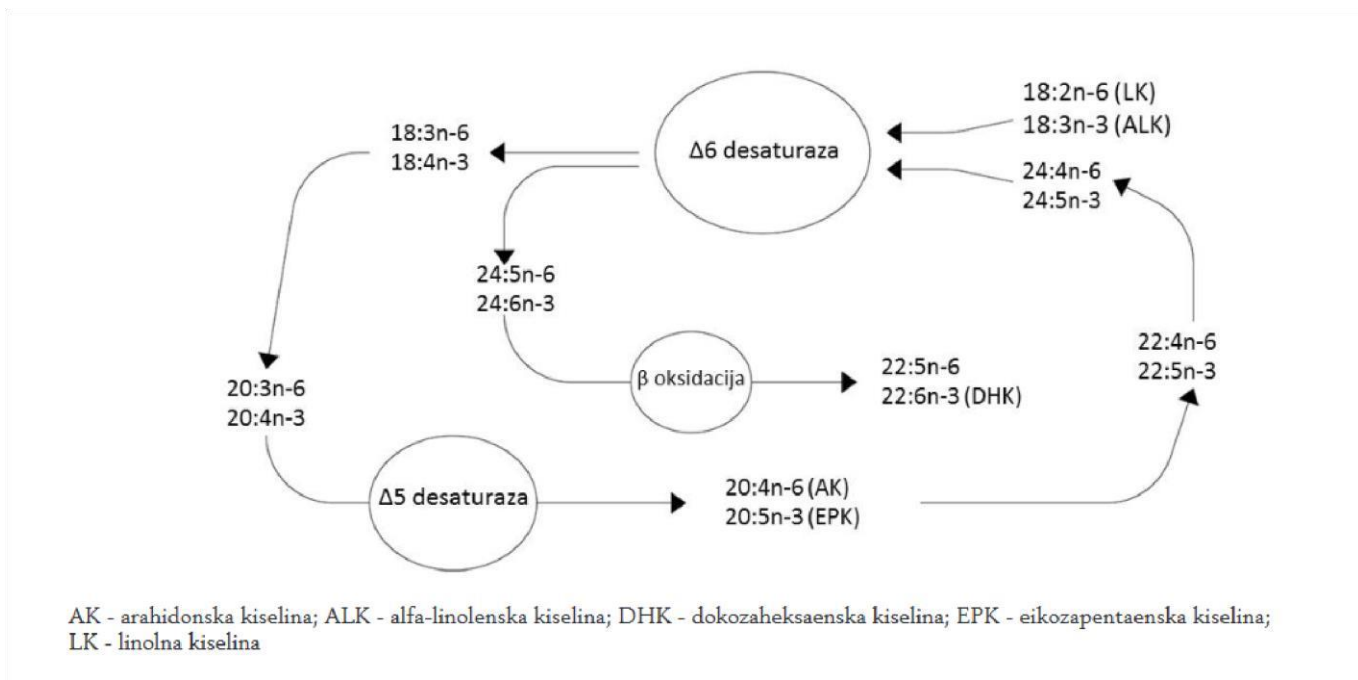 18:2n-6 (LK)
18:3n-3 (ALK)
Δ6 desaturaza
18:3n-6
18:4n-3
24:4n-6
24:5n-3
24:5n-6
24:6n-3
β oksidacija
22:5n-6
22:6n-3 (DHK)
22:4n-6
22:5n-3
20:3n-6
20:4n-3
Δ5 desaturaza
20:4n-6 (AK)
20:5n-3 (EPK)
AK - arahidonska kiselina; ALK - alfa-linolenska kiselina; DHK - dokozaheksaenska kiselina; EPK - eikozapentaenska kiselina;
LK - linolna kiselina